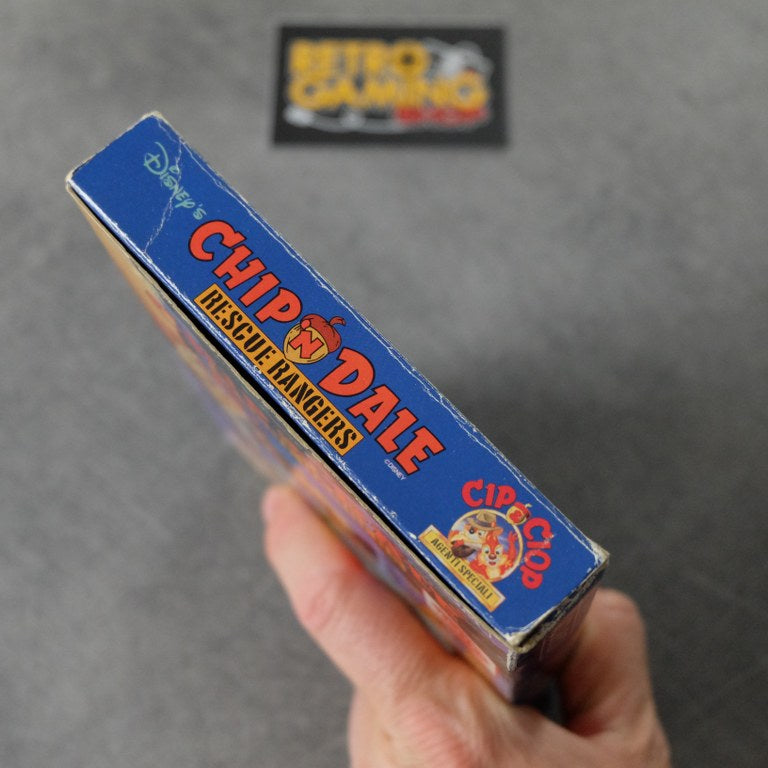 RETRO
GAMING
Disney's
CHIP N DALE
RESCUE RANGERS
©DISNEY
CIP N CIOP
AGENTI SPECIALI